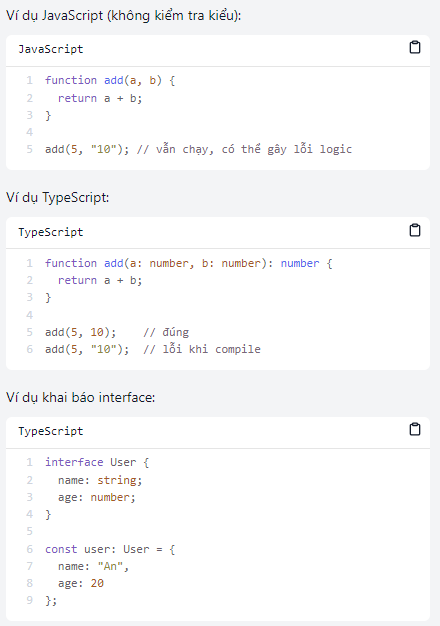 Ví dụ JavaScript (không kiểm tra kiểu):
JavaScript
1 function add(a, b) {
2   return a + b;
3 }
4
5 add(5, "10"); // vẫn chạy, có thể gây lỗi logic
Ví dụ TypeScript:
TypeScript
1 function add(a: number, b: number): number {
2   return a + b;
3 }
4
5 add(5, 10);    // đúng
6 add(5, "10");  // lỗi khi compile
Ví dụ khai báo interface:
TypeScript
1 interface User {
2   name: string;
3   age: number;
4 }
5
6 const user: User = {
7   name: "An",
8   age: 20
9 };